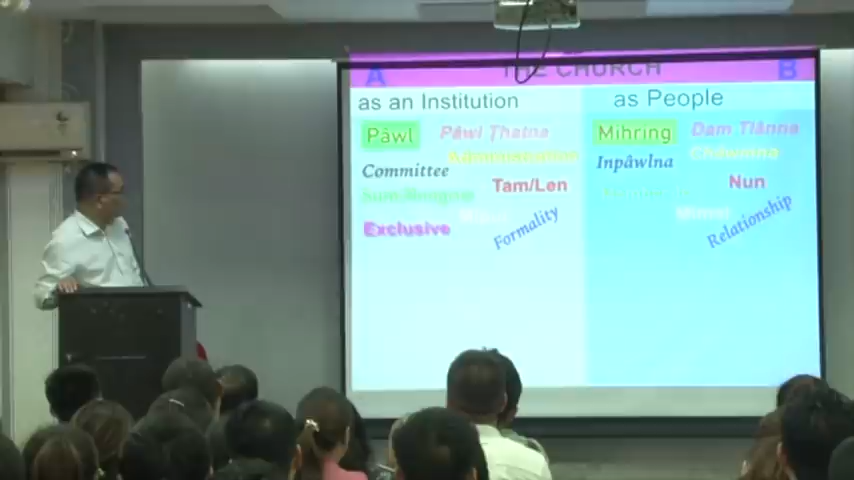 A THE CHURCH B
as an Institution
Pâwl Pâwl Ṭhatna
Administration
Committee
Tam/Len
Exclusive
Formality
as People
Mihring Dam Tlânna
Inpâwlna Chawmna
Nun
Relationship